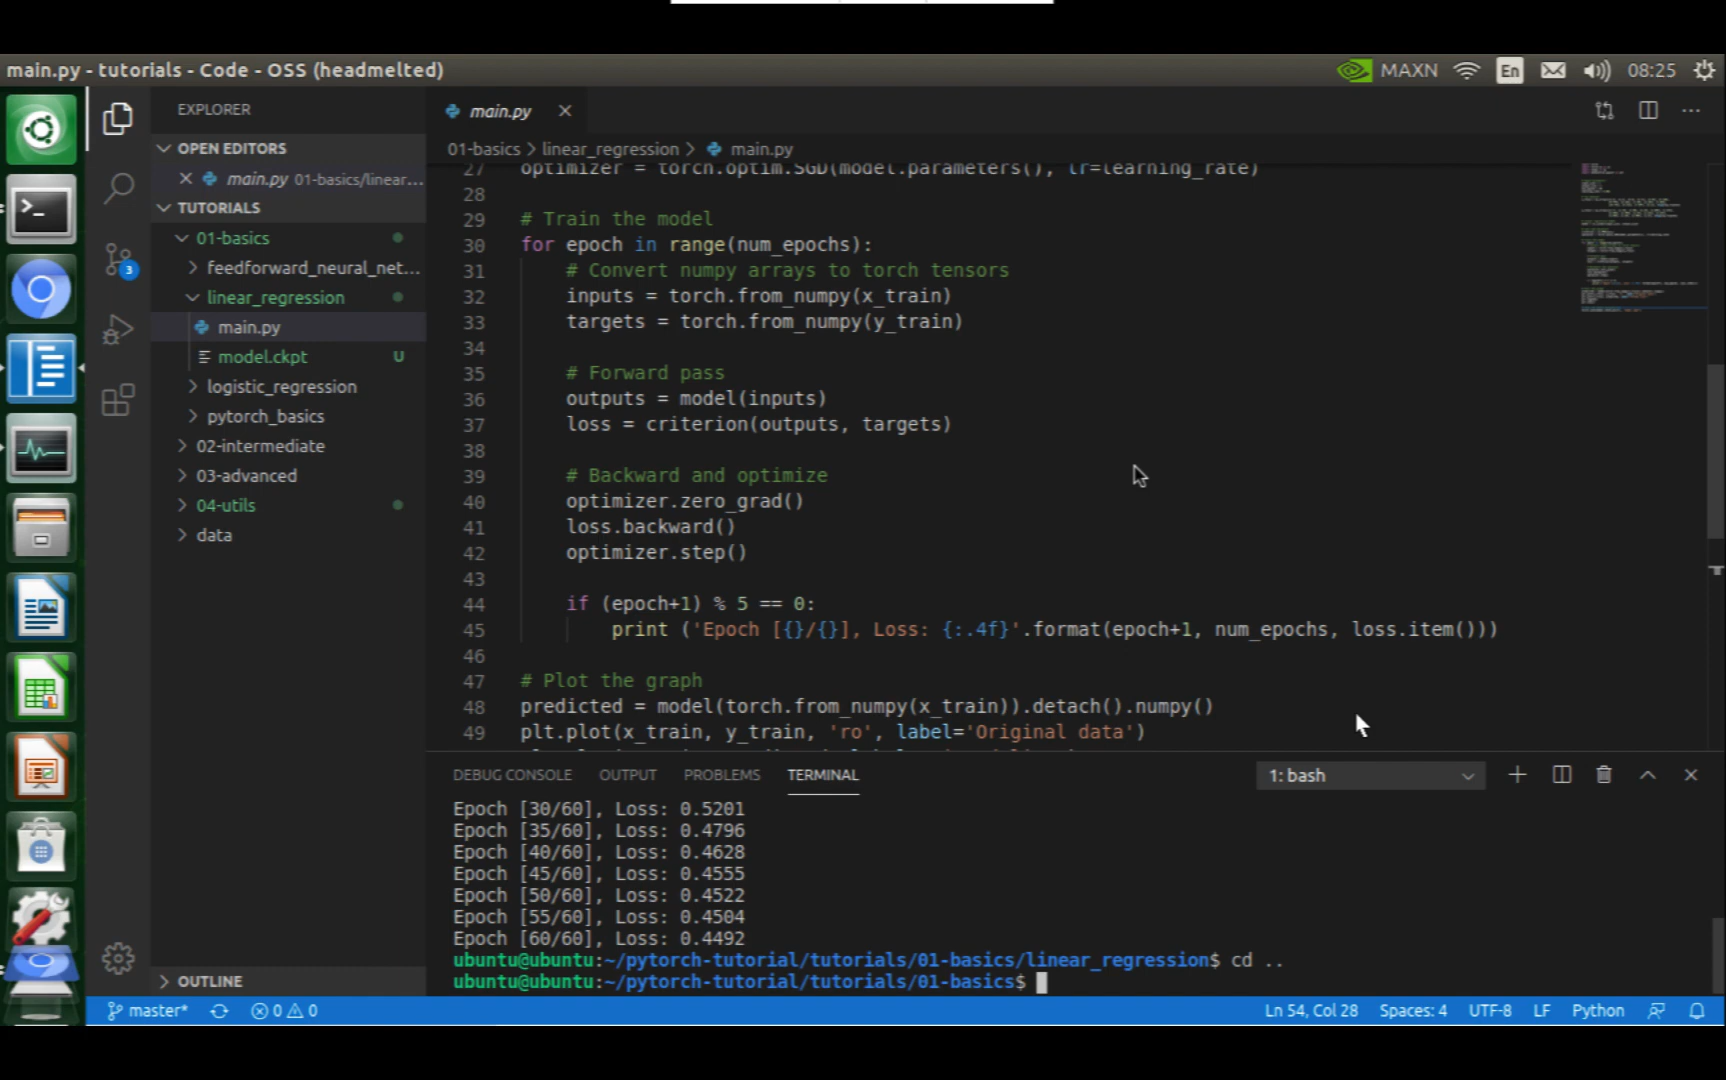 main.py - tutorials - Code - OSS (headmelted)
MAXN En 08:25
EXPLORER
OPEN EDITORS
main.py 01-basics/linear...
TUTORIALS
01-basics
feedforward_neural_net...
linear_regression
main.py
model.ckpt U
logistic_regression
pytorch_basics
02-intermediate
03-advanced
04-utils
data
OUTLINE
3
main.py
01-basics > linear_regression > main.py
27 optimizer = torch.optim.SGD(model.parameters(), lr=learning_rate)
28
29 # Train the model
30 for epoch in range(num_epochs):
31     # Convert numpy arrays to torch tensors
32     inputs = torch.from_numpy(x_train)
33     targets = torch.from_numpy(y_train)
34
35     # Forward pass
36     outputs = model(inputs)
37     loss = criterion(outputs, targets)
38
39     # Backward and optimize
40     optimizer.zero_grad()
41     loss.backward()
42     optimizer.step()
43
44     if (epoch+1) % 5 == 0:
45         print ('Epoch [{}/{}], Loss: {:.4f}'.format(epoch+1, num_epochs, loss.item()))
46
47 # Plot the graph
48 predicted = model(torch.from_numpy(x_train)).detach().numpy()
49 plt.plot(x_train, y_train, 'ro', label='Original data')
DEBUG CONSOLE OUTPUT PROBLEMS TERMINAL 1: bash
Epoch [30/60], Loss: 0.5201
Epoch [35/60], Loss: 0.4796
Epoch [40/60], Loss: 0.4628
Epoch [45/60], Loss: 0.4555
Epoch [50/60], Loss: 0.4522
Epoch [55/60], Loss: 0.4504
Epoch [60/60], Loss: 0.4492
ubuntu@ubuntu:~/pytorch-tutorial/tutorials/01-basics/linear_regression$ cd ..
ubuntu@ubuntu:~/pytorch-tutorial/tutorials/01-basics$
master* 0 0 Ln 54, Col 28 Spaces: 4 UTF-8 LF Python